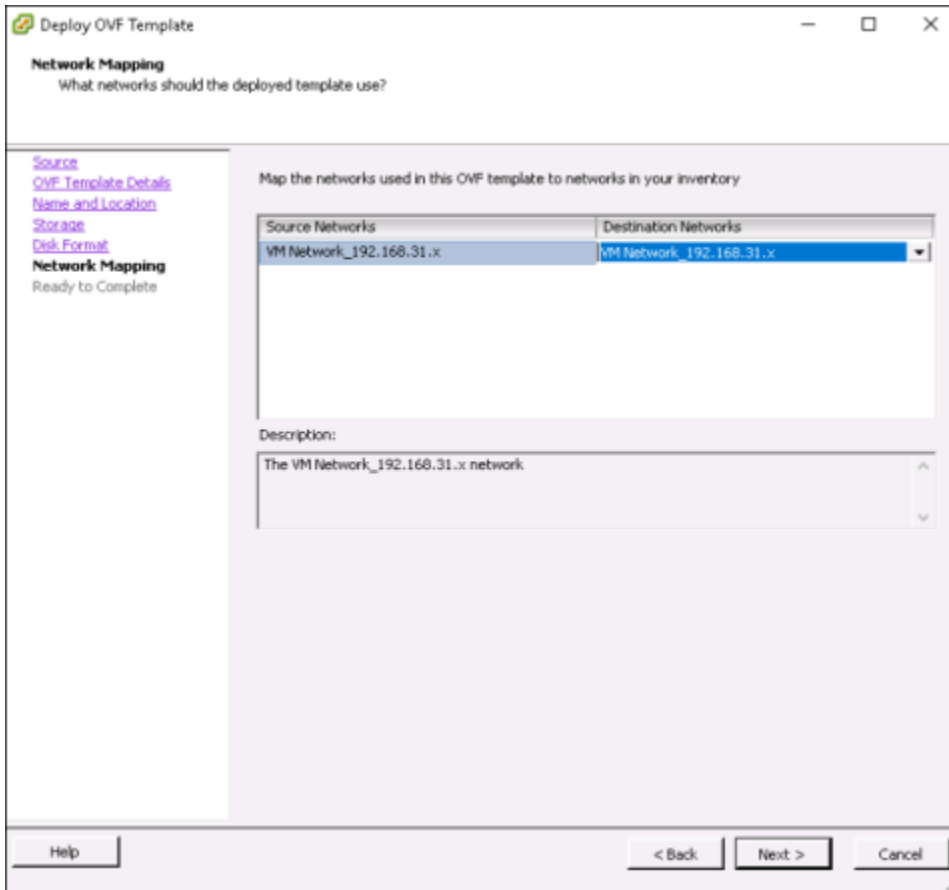 Deploy OVF Template
Network Mapping
What networks should the deployed template use?
Source
OVF Template Details
Name and Location
Storage
Disk Format
Network Mapping
Ready to Complete
Map the networks used in this OVF template to networks in your inventory
Source Networks Destination Networks
VM Network_192.168.31.x VM Network_192.168.31.x
Description:
The VM Network_192.168.31.x network
Help < Back Next > Cancel